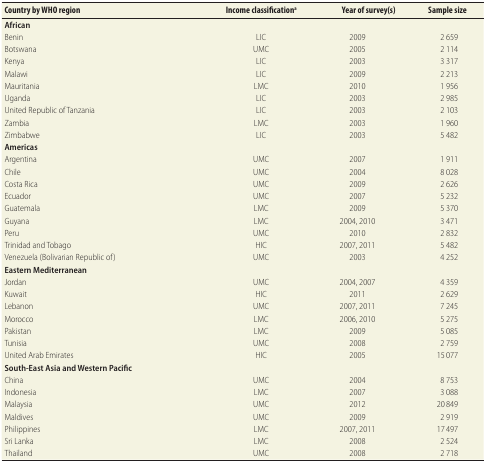 Country by WHO region Income classificationᵃ Year of survey(s) Sample size
African
Benin LIC 2009 2 659
Botswana UMC 2005 2 114
Kenya LIC 2003 3 317
Malawi LIC 2009 2 213
Mauritania LMC 2010 1 956
Uganda LIC 2003 2 985
United Republic of Tanzania LIC 2003 2 103
Zambia LMC 2003 1 960
Zimbabwe LIC 2003 5 482
Americas
Argentina UMC 2007 1 911
Chile UMC 2004 8 028
Costa Rica UMC 2009 2 626
Ecuador UMC 2007 5 232
Guatemala LMC 2009 5 370
Guyana LMC 2004, 2010 3 471
Peru UMC 2010 2 832
Trinidad and Tobago HIC 2007, 2011 5 482
Venezuela (Bolivarian Republic of) UMC 2003 4 252
Eastern Mediterranean
Jordan UMC 2004, 2007 4 359
Kuwait HIC 2011 2 629
Lebanon UMC 2007, 2011 7 245
Morocco LMC 2006, 2010 5 275
Pakistan LMC 2009 5 085
Tunisia UMC 2008 2 759
United Arab Emirates HIC 2005 15 077
South-East Asia and Western Pacific
China UMC 2004 8 753
Indonesia LMC 2007 3 088
Malaysia UMC 2012 20 849
Maldives UMC 2009 2 919
Philippines LMC 2007, 2011 17 497
Sri Lanka LMC 2008 2 524
Thailand UMC 2008 2 718